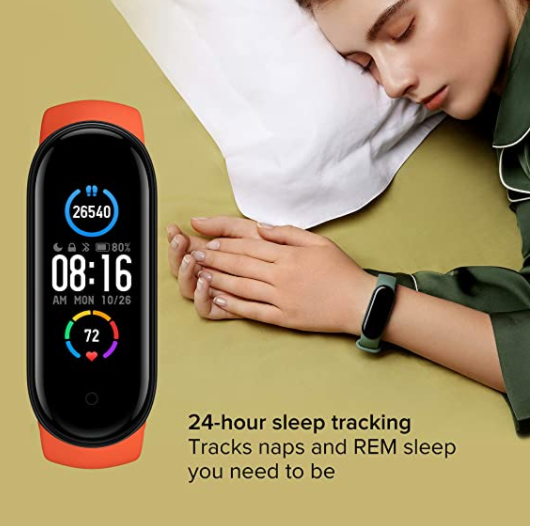 26540
80%
08:16
AM MON 10/26
72
24-hour sleep tracking
Tracks naps and REM sleep
you need to be